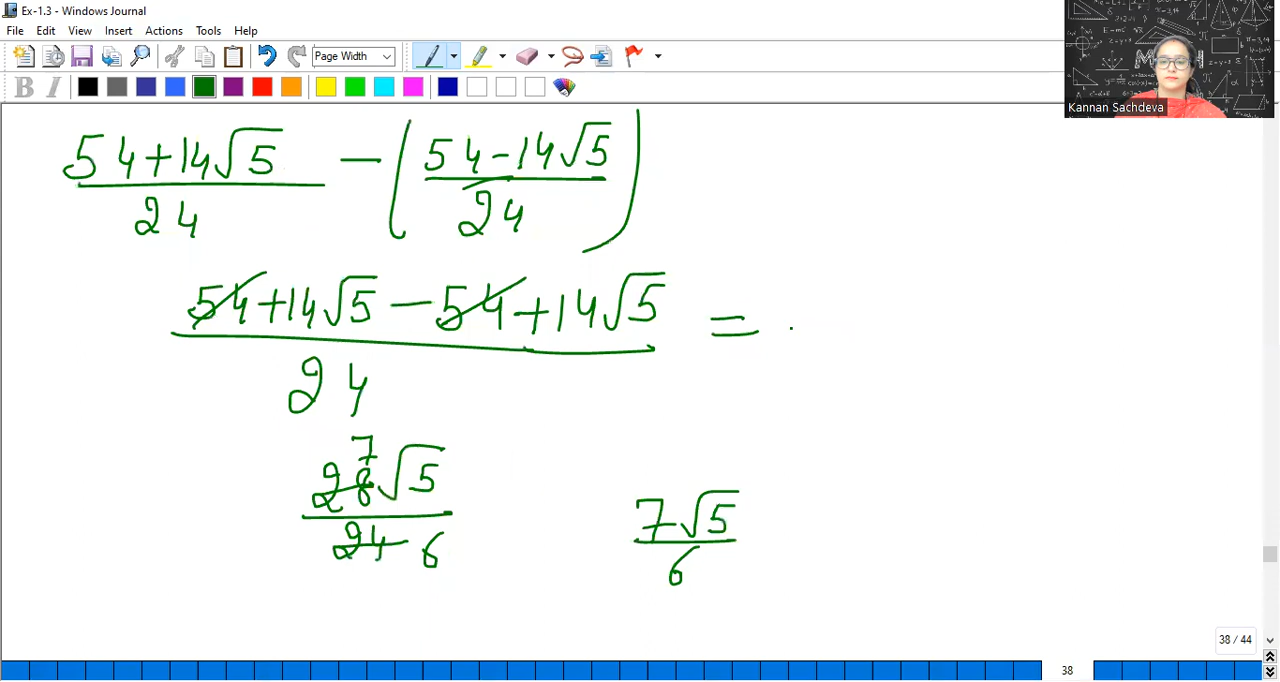 Ex-1.3 - Windows Journal
File Edit View Insert Actions Tools Help
Page Width
B I
Kannan Sachdeva
54+14√5 / 24 − (54−14√5 / 24)
54+14√5−54+14√5 / 24 =
7
28√5 / 24 6
7√5 / 6
38 / 44
38